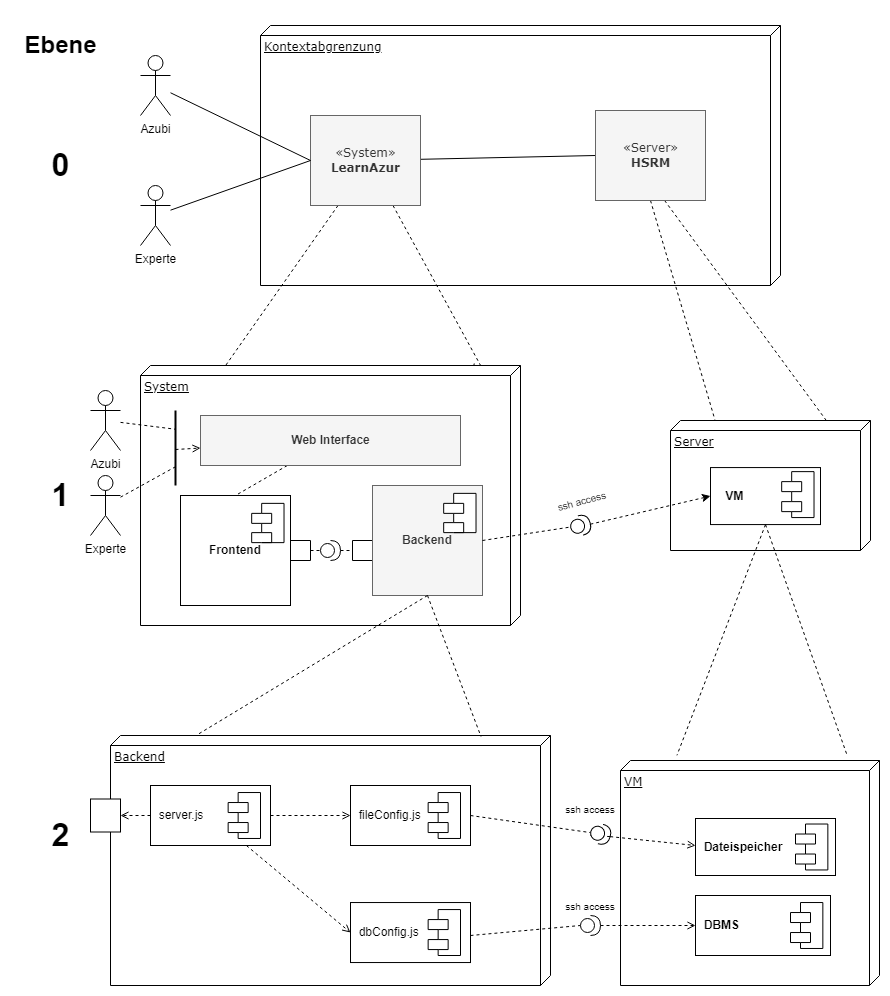 Ebene
Kontextabgrenzung
Azubi
0
«System»
LearnAzur
«Server»
HSRM
Experte
System
Azubi
Web Interface
Server
1
Experte
Frontend
Backend
ssh access
VM
Backend
VM
2
server.js
fileConfig.js
ssh access
Dateispeicher
dbConfig.js
ssh access
DBMS